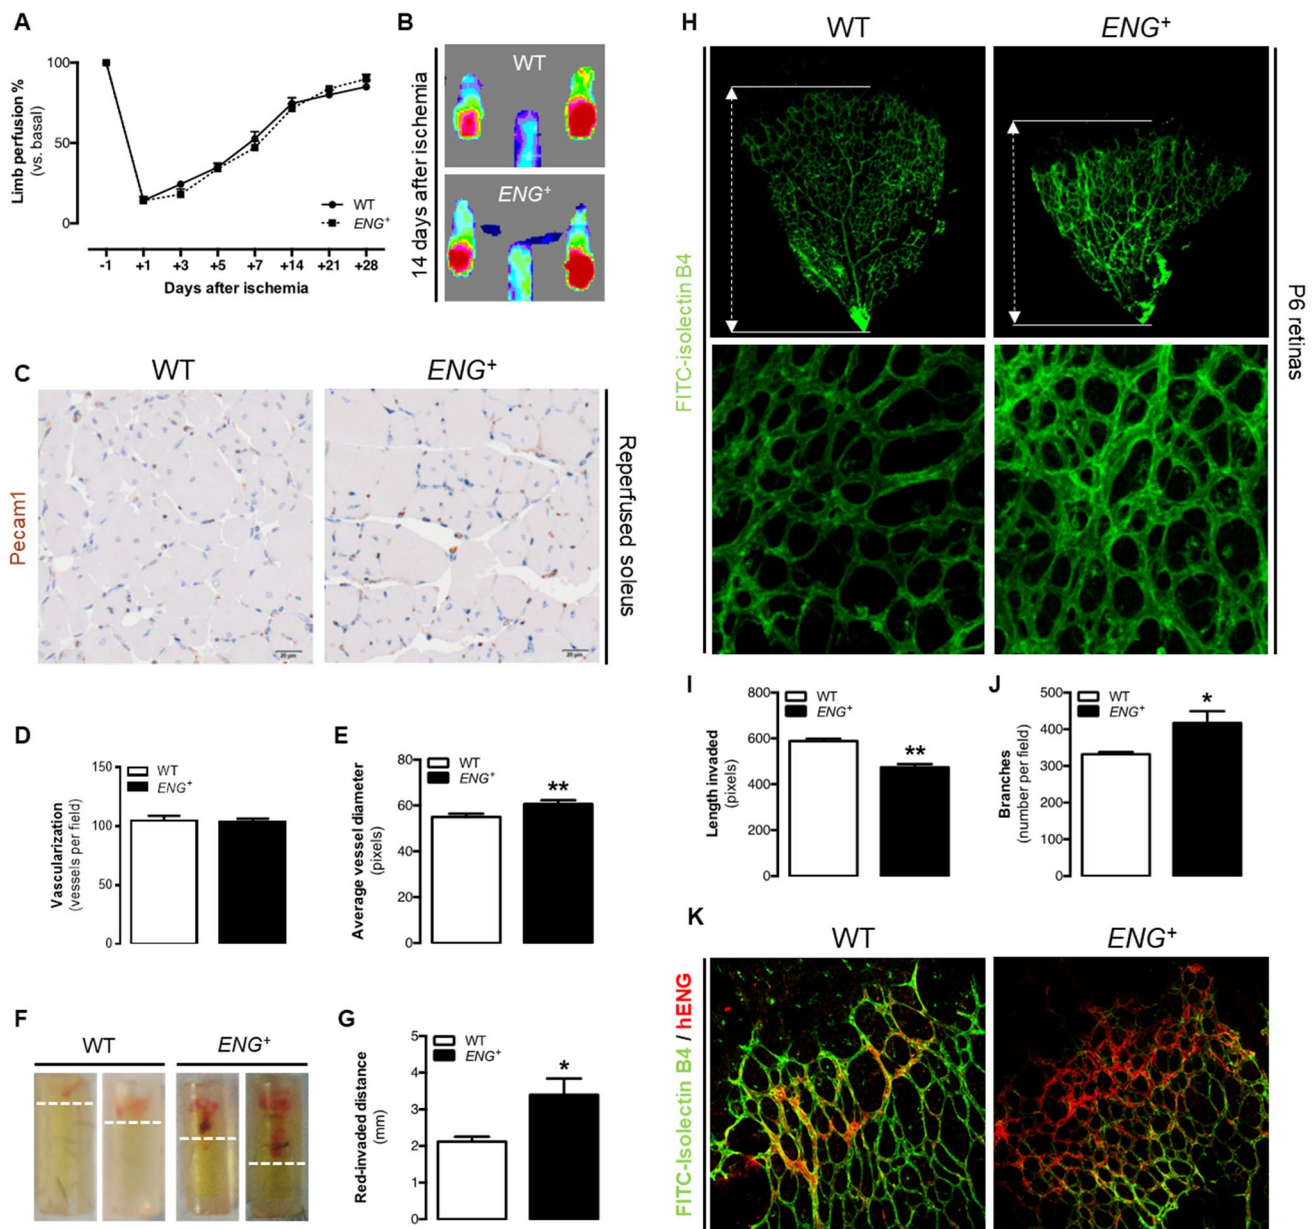 A
Limb perfusion %
(vs. basal)
100
50
0
WT
ENG+
-1 +1 +3 +5 +7 +14 +21 +28
Days after ischemia
B
14 days after ischemia
WT
ENG+
C
WT ENG+
Pecam1
20 µm
20 µm
Reperfused soleus
D
Vascularization
(vessels per field)
150
100
50
0
WT
ENG+
E
Average vessel diameter
(pixels)
80
60
40
20
0
WT
ENG+
**
F
WT ENG+
G
Red-invaded distance
(mm)
5
4
3
2
1
0
WT
ENG+
*
H
WT ENG+
FITC-isolectin B4
P6 retinas
I
Length invaded
(pixels)
800
600
400
200
0
WT
ENG+
**
J
Branches
(number per field)
500
400
300
200
100
0
WT
ENG+
*
K
WT ENG+
FITC-Isolectin B4 / hENG